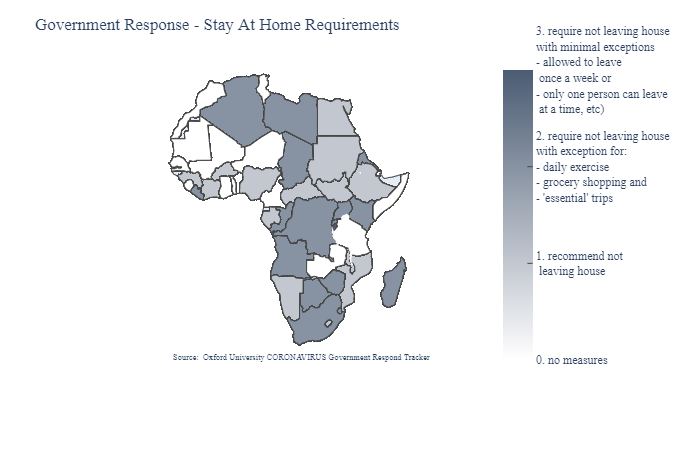 Government Response - Stay At Home Requirements
3. require not leaving house
with minimal exceptions
- allowed to leave
once a week or
- only one person can leave
at a time, etc)
2. require not leaving house
with exception for:
- daily exercise
- grocery shopping and
- 'essential' trips
1. recommend not
leaving house
0. no measures
Source: Oxford University CORONAVIRUS Government Respond Tracker